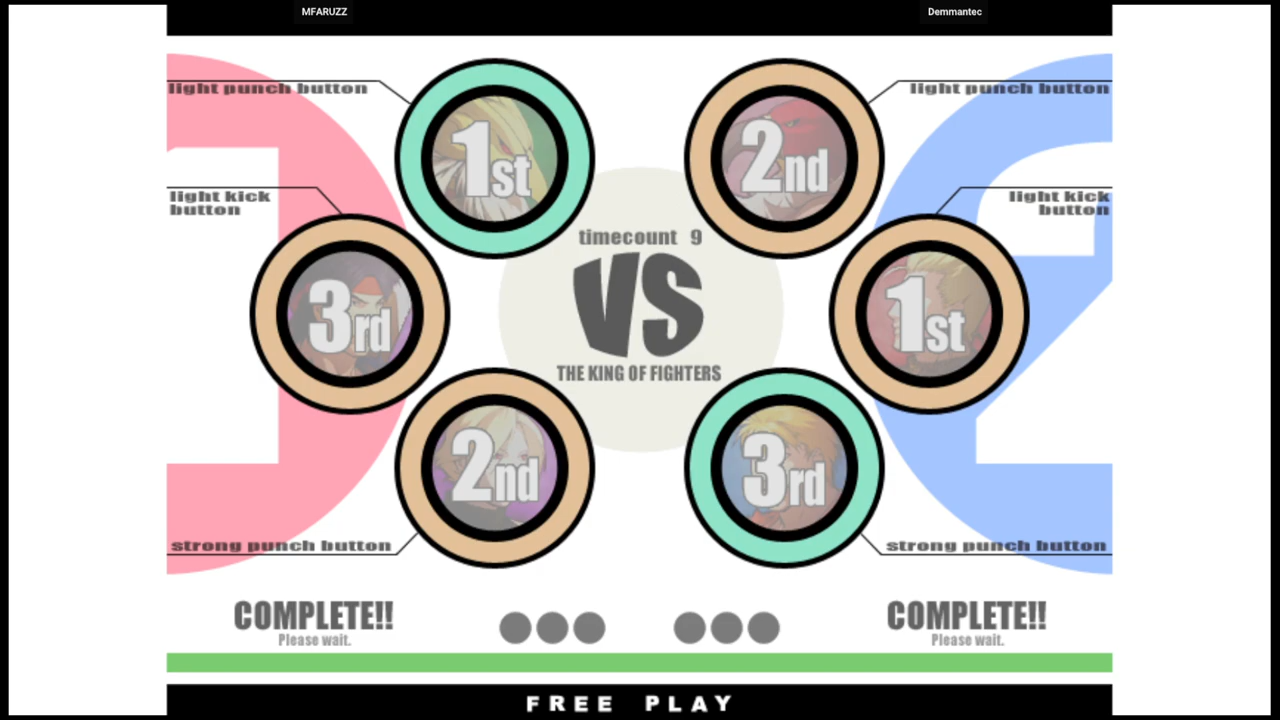 MFARUZZ
Demmantec
light punch button
light punch button
1st
2nd
light kick
button
light kick
button
timecount 9
VS
THE KING OF FIGHTERS
3rd
1st
2nd
3rd
strong punch button
strong punch button
COMPLETE!!
Please wait.
COMPLETE!!
Please wait.
FREE PLAY